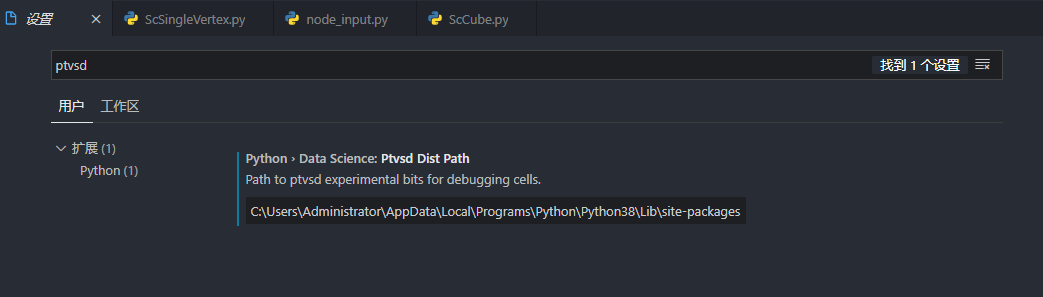 设置 ScSingleVertex.py node_input.py ScCube.py
ptvsd 找到 1 个设置
用户 工作区
扩展 (1)
Python (1)
Python › Data Science: Ptvsd Dist Path
Path to ptvsd experimental bits for debugging cells.
C:\Users\Administrator\AppData\Local\Programs\Python\Python38\Lib\site-packages